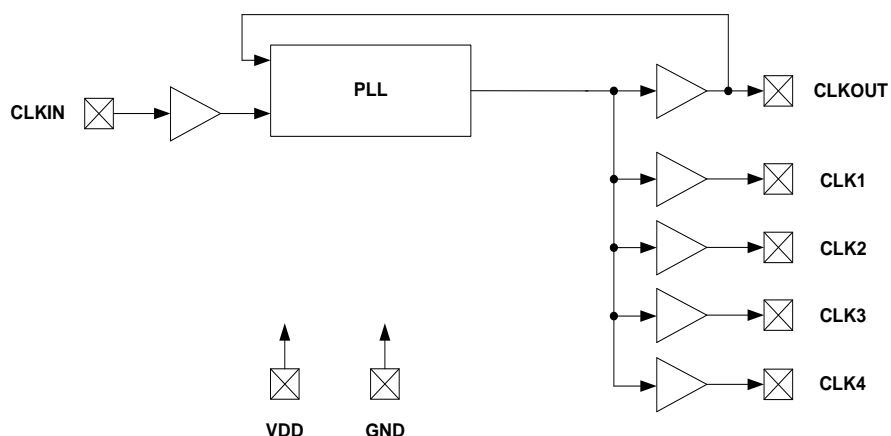 PLL
CLKIN
CLKOUT
CLK1
CLK2
CLK3
CLK4
VDD
GND